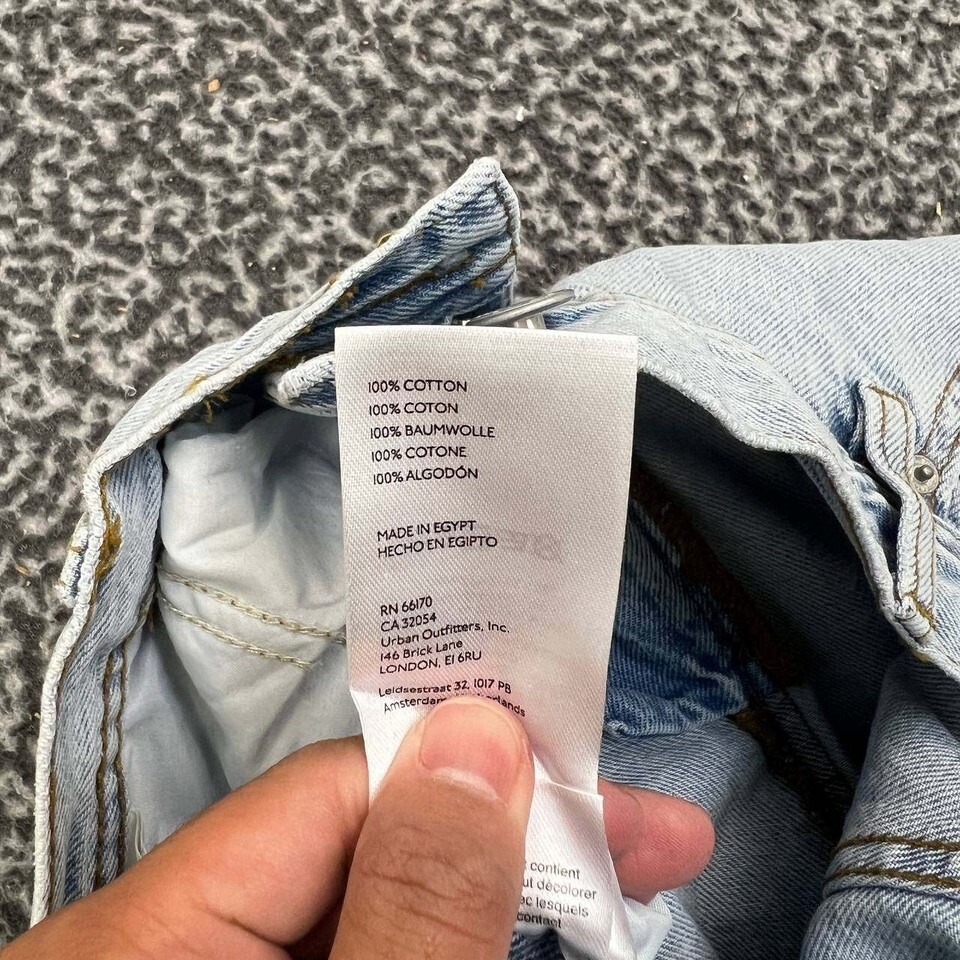 100% COTTON
100% COTON
100% BAUMWOLLE
100% COTONE
100% ALGODÓN
MADE IN EGYPT
HECHO EN EGIPTO
RN 66170
CA 32054
Urban Outfitters, Inc.
146 Brick Lane
LONDON, E1 6RU
Leidsestraat 32, 1017 PB
Amsterdam
contient
décolorer
lesquels
contact